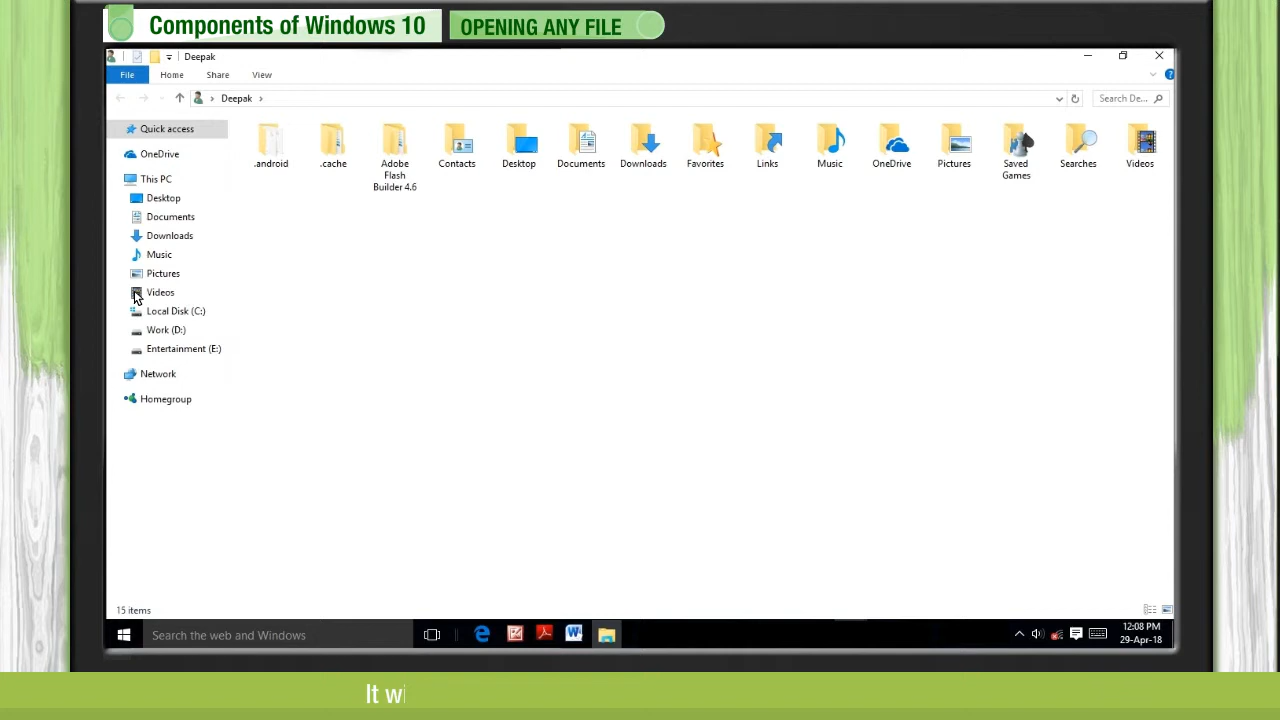 Components of Windows 10
OPENING ANY FILE
Deepak
File Home Share View
Deepak
Search De...
Quick access
OneDrive
This PC
Desktop
Documents
Downloads
Music
Pictures
Videos
Local Disk (C:)
Work (D:)
Entertainment (E:)
Network
Homegroup
.android
.cache
Adobe
Flash
Builder 4.6
Contacts
Desktop
Documents
Downloads
Favorites
Links
Music
OneDrive
Pictures
Saved
Games
Searches
Videos
15 items
Search the web and Windows
12:08 PM
29-Apr-18
It wi